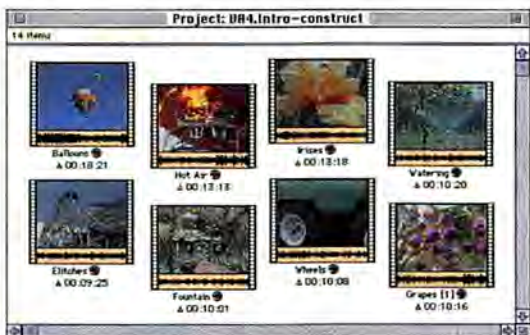 Project: VA4.Intro-construct
14 items
Balloons
▵ 00:18:21
Hot Air
▵ 00:13:13
Irises
▵ 00:13:18
Watering
▵ 00:10:20
Elitches
▵ 00:09:25
Fountain
▵ 00:10:01
Wheels
▵ 00:10:08
Grapes [1]
▵ 00:10:16